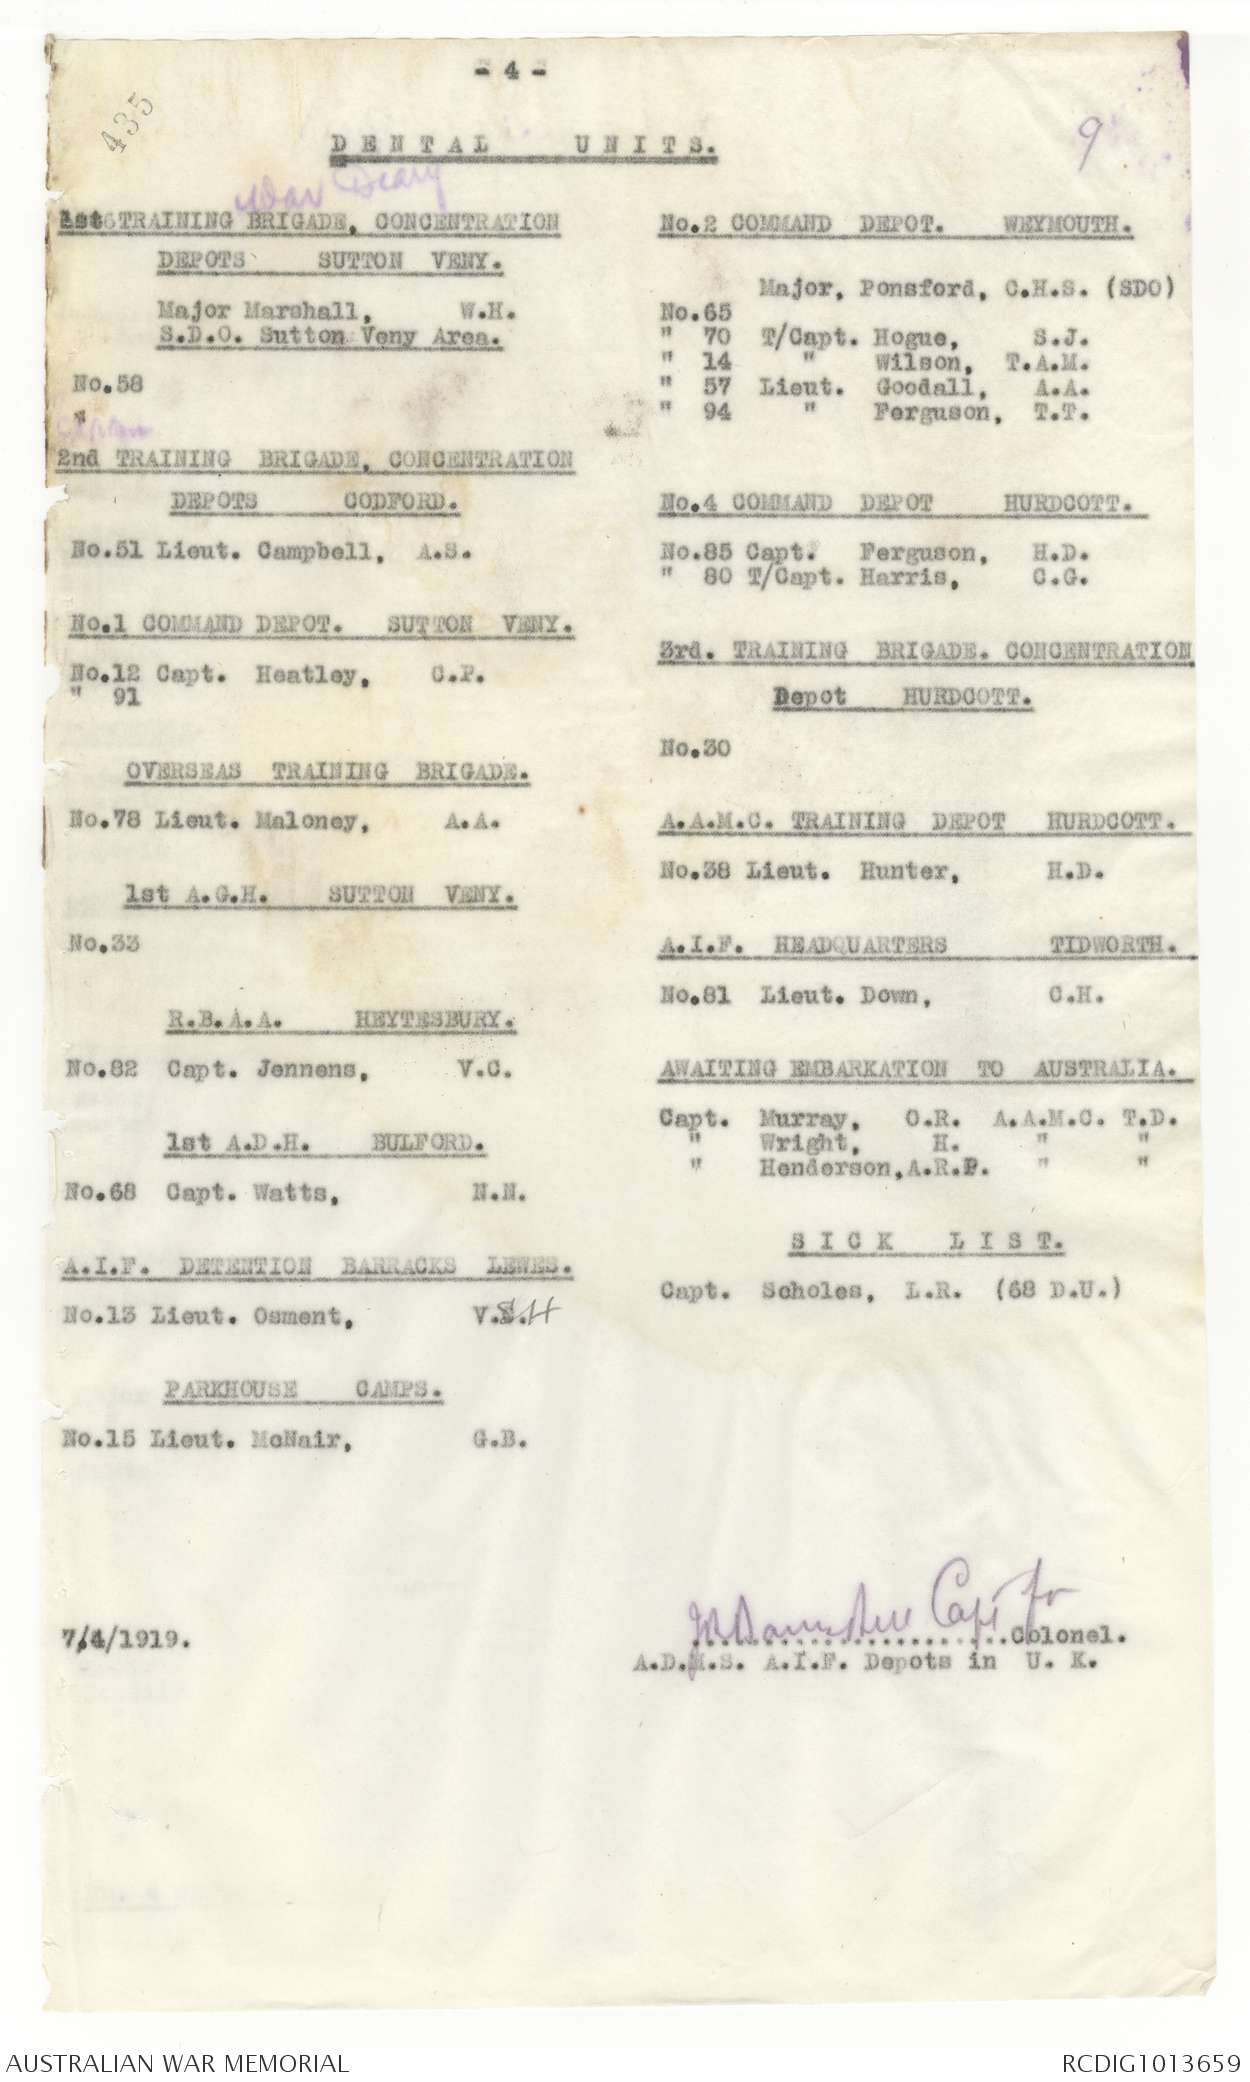 - 4 -
435
9
DENTAL UNITS.
War Diary
1st TRAINING BRIGADE, CONCENTRATION
DEPOTS SUTTON VENY.
Major Marshall, W.H.
S.D.O. Sutton Veny Area.
No.58
"
2nd TRAINING BRIGADE, CONCENTRATION
DEPOTS CODFORD.
No.51 Lieut. Campbell, A.S.
No.1 COMMAND DEPOT. SUTTON VENY.
No.12 Capt. Heatley, C.P.
" 91
OVERSEAS TRAINING BRIGADE.
No.78 Lieut. Maloney, A.A.
1st A.G.H. SUTTON VENY.
No.33
R.B.A.A. HEYTESBURY.
No.82 Capt. Jennens, V.C.
1st A.D.H. BULFORD.
No.68 Capt. Watts, N.N.
A.I.F. DETENTION BARRACKS LEWES.
No.13 Lieut. Osment, V.S.H
PARKHOUSE CAMPS.
No.15 Lieut. McNair, G.B.
7/4/1919.
No.2 COMMAND DEPOT. WEYMOUTH.
Major, Ponsford, C.H.S. (SDO)
No.65
" 70 T/Capt. Hogue, S.J.
" 14 " Wilson, T.A.M.
" 57 Lieut. Goodall, A.A.
" 94 " Ferguson, T.T.
No.4 COMMAND DEPOT HURDCOTT.
No.85 Capt. Ferguson, H.D.
" 80 T/Capt. Harris, C.G.
3rd. TRAINING BRIGADE. CONCENTRATION
Depot HURDCOTT.
No.30
A.A.M.C. TRAINING DEPOT HURDCOTT.
No.38 Lieut. Hunter, H.D.
A.I.F. HEADQUARTERS TIDWORTH.
No.81 Lieut. Down, C.H.
AWAITING EMBARKATION TO AUSTRALIA.
Capt. Murray, O.R. A.A.M.C. T.D.
" Wright, H. " "
" Henderson, A.R.P. " "
SICK LIST.
Capt. Scholes, L.R. (68 D.U.)
Capt for
.......................Colonel.
A.D.M.S. A.I.F. Depots in U. K.
AUSTRALIAN WAR MEMORIAL
RCDIG1013659